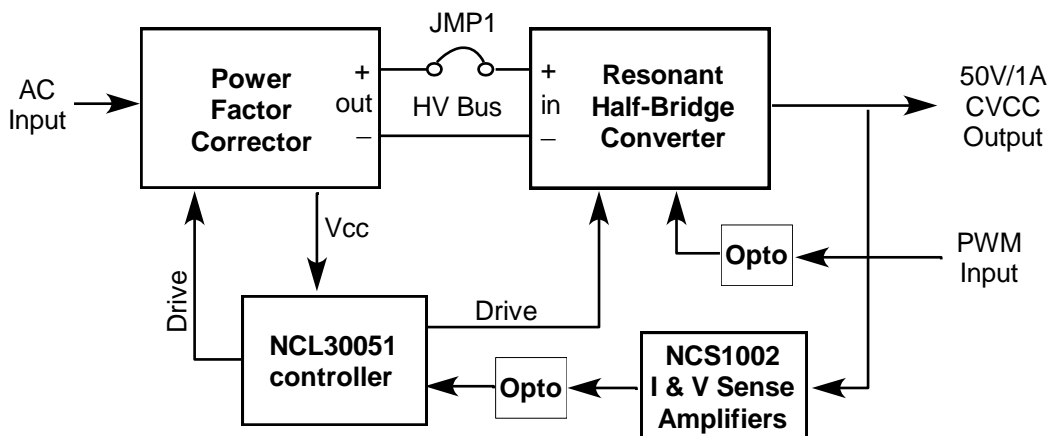 AC
Input
Power
Factor
Corrector
+
out
−
JMP1
HV Bus
+
in
−
Resonant
Half-Bridge
Converter
50V/1A
CVCC
Output
Vcc
Drive
Drive
Opto
PWM
Input
NCL30051
controller
Opto
NCS1002
I & V Sense
Amplifiers